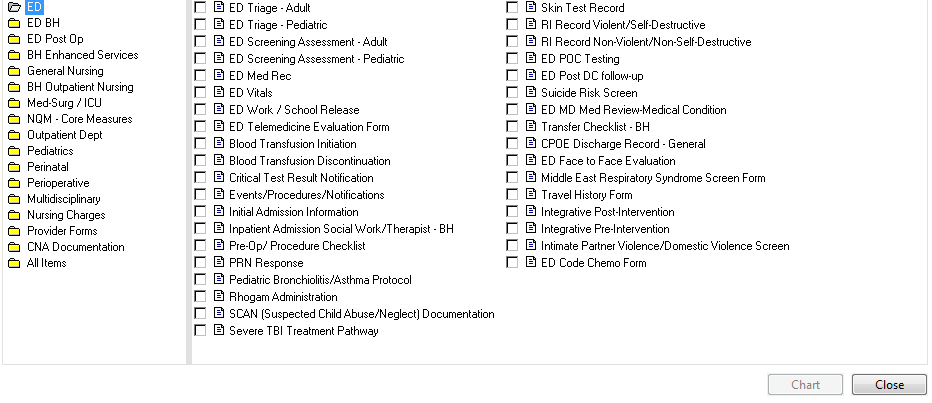 ED
ED BH
ED Post Op
BH Enhanced Services
General Nursing
BH Outpatient Nursing
Med-Surg / ICU
NQM - Core Measures
Outpatient Dept
Pediatrics
Perinatal
Perioperative
Multidisciplinary
Nursing Charges
Provider Forms
CNA Documentation
All Items
ED Triage - Adult
ED Triage - Pediatric
ED Screening Assessment - Adult
ED Screening Assessment - Pediatric
ED Med Rec
ED Vitals
ED Work / School Release
ED Telemedicine Evaluation Form
Blood Transfusion Initiation
Blood Transfusion Discontinuation
Critical Test Result Notification
Events/Procedures/Notifications
Initial Admission Information
Inpatient Admission Social Work/Therapist - BH
Pre-Op/ Procedure Checklist
PRN Response
Pediatric Bronchiolitis/Asthma Protocol
Rhogam Administration
SCAN (Suspected Child Abuse/Neglect) Documentation
Severe TBI Treatment Pathway
Skin Test Record
RI Record Violent/Self-Destructive
RI Record Non-Violent/Non-Self-Destructive
ED POC Testing
ED Post DC follow-up
Suicide Risk Screen
ED MD Med Review-Medical Condition
Transfer Checklist - BH
CPOE Discharge Record - General
ED Face to Face Evaluation
Middle East Respiratory Syndrome Screen Form
Travel History Form
Integrative Post-Intervention
Integrative Pre-Intervention
Intimate Partner Violence/Domestic Violence Screen
ED Code Chemo Form
Chart
Close